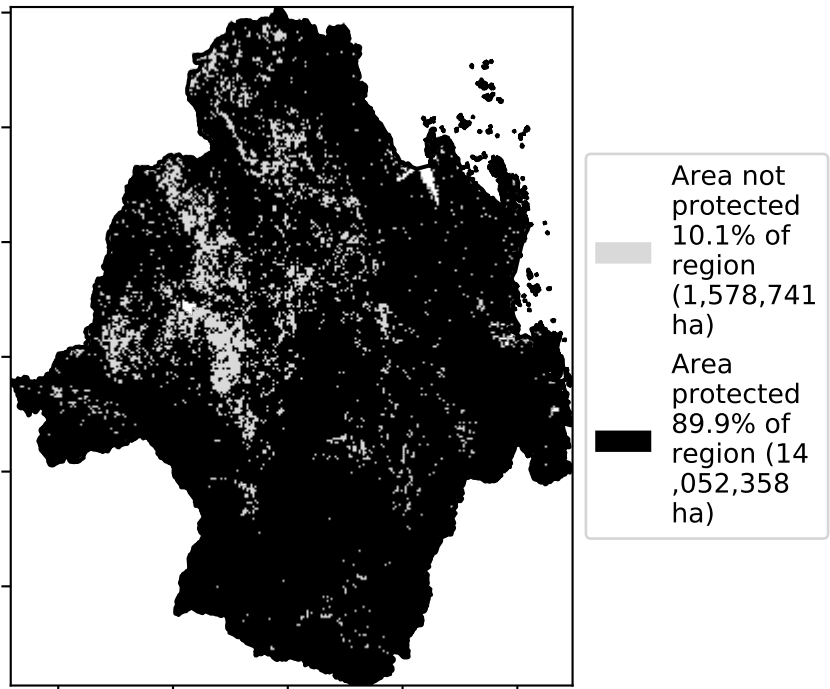 Area not
protected
10.1% of
region
(1,578,741
ha)
Area
protected
89.9% of
region (14
,052,358
ha)